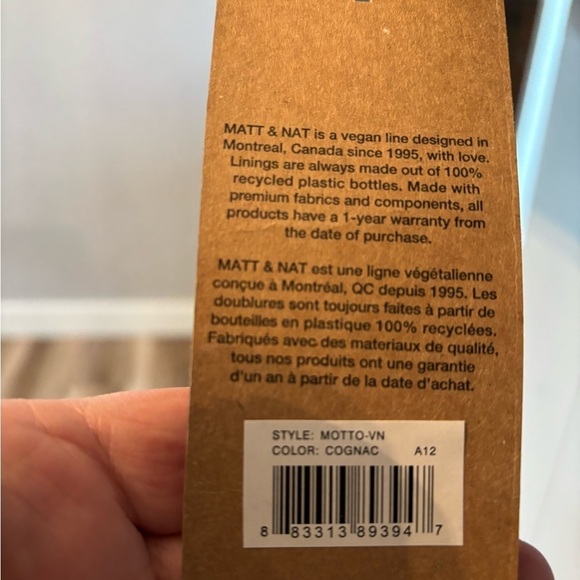 MATT & NAT is a vegan line designed in
Montreal, Canada since 1995, with love.
Linings are always made out of 100%
recycled plastic bottles. Made with
premium fabrics and components, all
products have a 1-year warranty from
the date of purchase.
MATT & NAT est une ligne végétalienne
conçue à Montréal, QC depuis 1995. Les
doublures sont toujours faites à partir de
bouteilles en plastique 100% recyclées.
Fabriqués avec des materiaux de qualité,
tous nos produits ont une garantie
d'un an à partir de la date d'achat.
STYLE: MOTTO-VN
COLOR: COGNAC A12
8 83313 89394 7